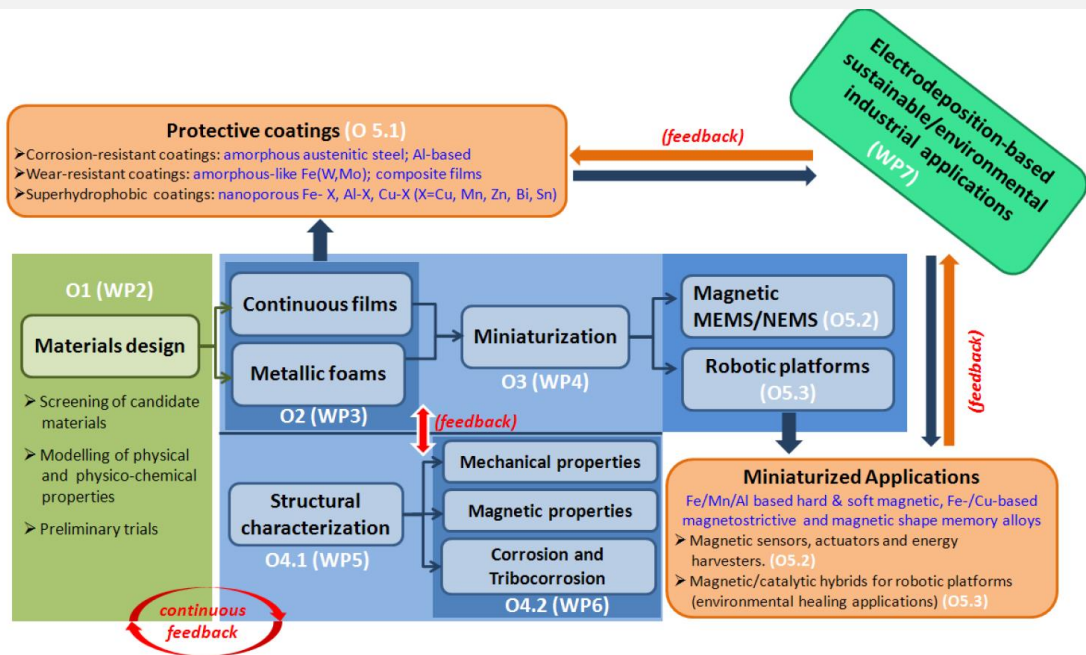 Electrodeposition-based
sustainable/environmental
industrial applications
(WP7)
Protective coatings (O 5.1)
➢Corrosion-resistant coatings: amorphous austenitic steel; Al-based
➢Wear-resistant coatings: amorphous-like Fe(W,Mo); composite films
➢Superhydrophobic coatings: nanoporous Fe- X, Al-X, Cu-X (X=Cu, Mn, Zn, Bi, Sn)
(feedback)
O1 (WP2)
Materials design
➢ Screening of candidate
materials
➢ Modelling of physical
and physico-chemical
properties
➢ Preliminary trials
Continuous films
Metallic foams
O2 (WP3)
Miniaturization
O3 (WP4)
Magnetic
MEMS/NEMS (O5.2)
Robotic platforms
(O5.3)
(feedback)
(feedback)
Structural
characterization
O4.1 (WP5)
Mechanical properties
Magnetic properties
Corrosion and
Tribocorrosion
O4.2 (WP6)
Miniaturized Applications
Fe/Mn/Al based hard & soft magnetic, Fe-/Cu-based
magnetostrictive and magnetic shape memory alloys
➢ Magnetic sensors, actuators and energy
harvesters. (O5.2)
➢ Magnetic/catalytic hybrids for robotic platforms
(environmental healing applications) (O5.3)
continuous
feedback